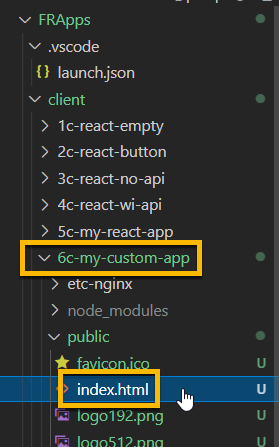 FRApps
.vscode
{} launch.json
client
1c-react-empty
2c-react-button
3c-react-no-api
4c-react-wi-api
5c-my-react-app
6c-my-custom-app
etc-nginx
node_modules
public
favicon.ico U
index.html U
logo192.png U
logo512.png U